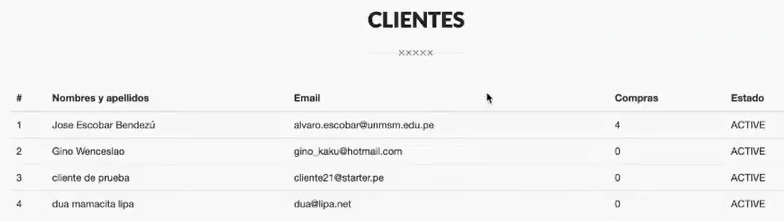 CLIENTES
×××××
# Nombres y apellidos Email Compras Estado
1 Jose Escobar Bendezú alvaro.escobar@unmsm.edu.pe 4 ACTIVE
2 Gino Wenceslao gino_kaku@hotmail.com 0 ACTIVE
3 cliente de prueba cliente21@starter.pe 0 ACTIVE
4 dua mamacita lipa dua@lipa.net 0 ACTIVE